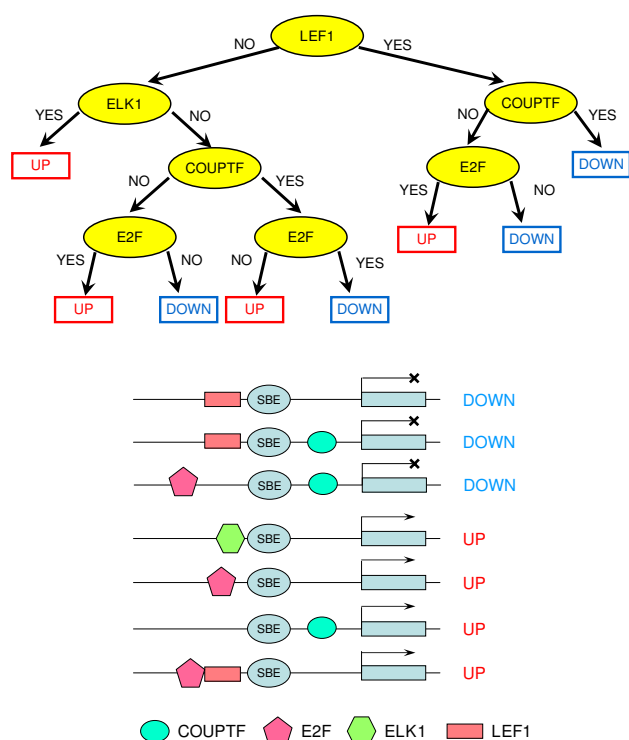 LEF1
NO YES
ELK1 COUPTF
YES NO NO YES
UP COUPTF E2F DOWN
NO YES YES NO
E2F E2F UP DOWN
YES NO NO YES
UP DOWN UP DOWN
SBE DOWN
SBE DOWN
SBE DOWN
SBE UP
SBE UP
SBE UP
SBE UP
COUPTF E2F ELK1 LEF1